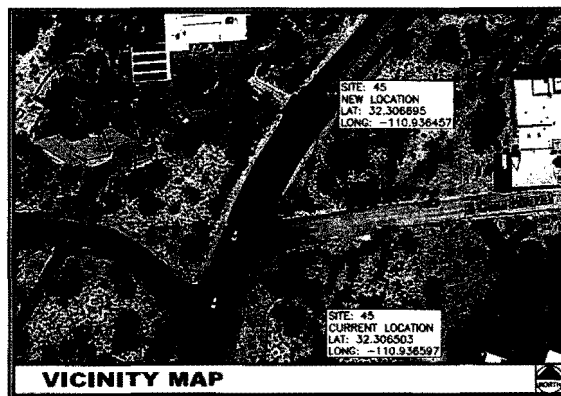 SITE: 45
NEW LOCATION
LAT: 32.306695
LONG: -110.936457
SITE: 45
CURRENT LOCATION
LAT: 32.306503
LONG: -110.936597
VICINITY MAP
NORTH